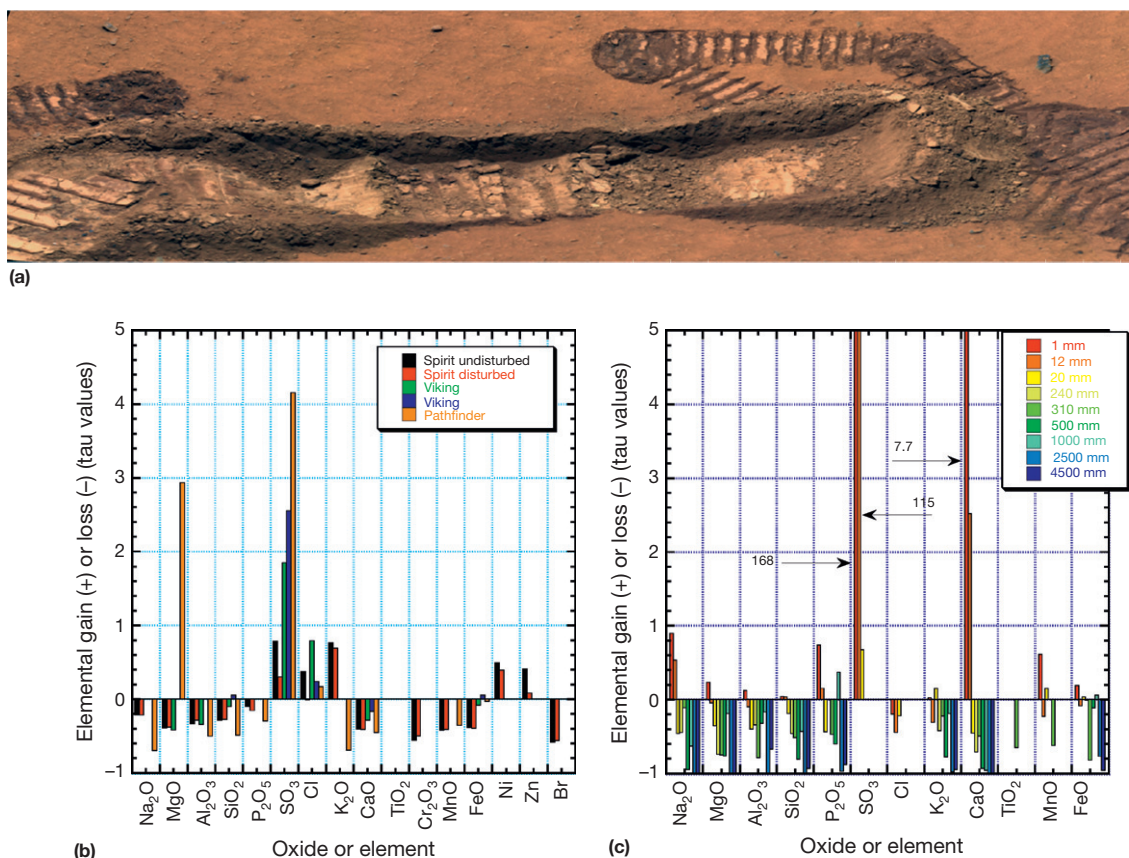 (a)
5
4
3
2
1
0
–1
Elemental gain (+) or loss (–) (tau values)
Spirit undisturbed
Spirit disturbed
Viking
Viking
Pathfinder
Na₂O
MgO
Al₂O₃
SiO₂
P₂O₅
SO₃
Cl
K₂O
CaO
TiO₂
Cr₂O₃
MnO
FeO
Ni
Zn
Br
(b)
Oxide or element
5
4
3
2
1
0
–1
Elemental gain (+) or loss (–) (tau values)
1 mm
12 mm
20 mm
240 mm
310 mm
500 mm
1000 mm
2500 mm
4500 mm
7.7
115
168
Na₂O
MgO
Al₂O₃
SiO₂
P₂O₅
SO₃
Cl
K₂O
CaO
TiO₂
MnO
FeO
(c)
Oxide or element